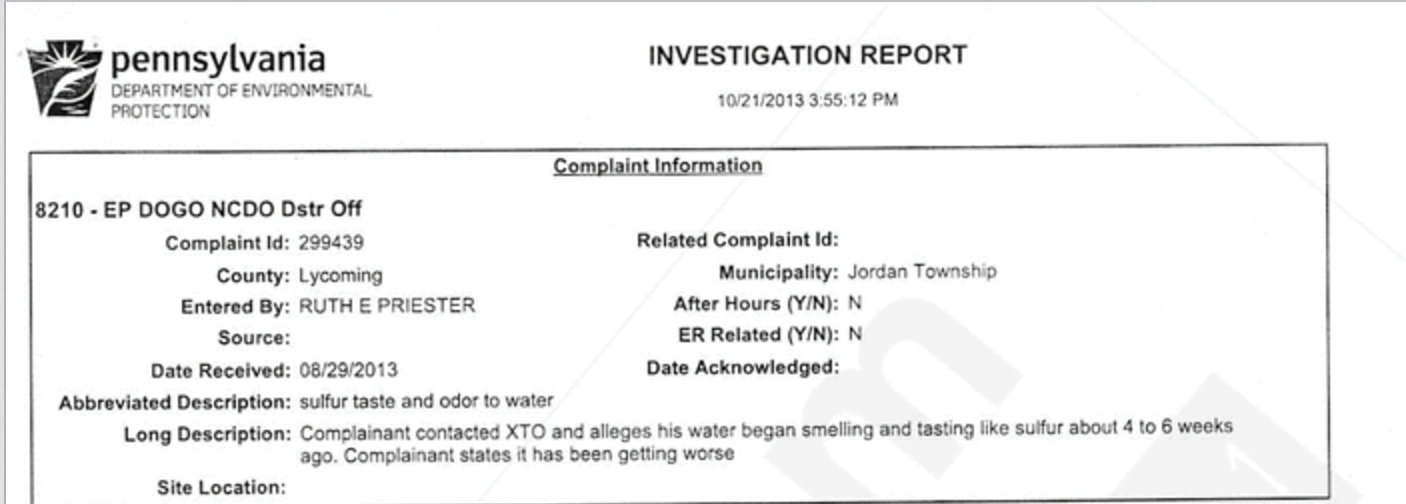 pennsylvania
DEPARTMENT OF ENVIRONMENTAL
PROTECTION
INVESTIGATION REPORT
10/21/2013 3:55:12 PM
Complaint Information
8210 - EP DOGO NCDO Dstr Off
Complaint Id: 299439 Related Complaint Id:
County: Lycoming Municipality: Jordan Township
Entered By: RUTH E PRIESTER After Hours (Y/N): N
Source: ER Related (Y/N): N
Date Received: 08/29/2013 Date Acknowledged:
Abbreviated Description: sulfur taste and odor to water
Long Description: Complainant contacted XTO and alleges his water began smelling and tasting like sulfur about 4 to 6 weeks
ago. Complainant states it has been getting worse
Site Location: